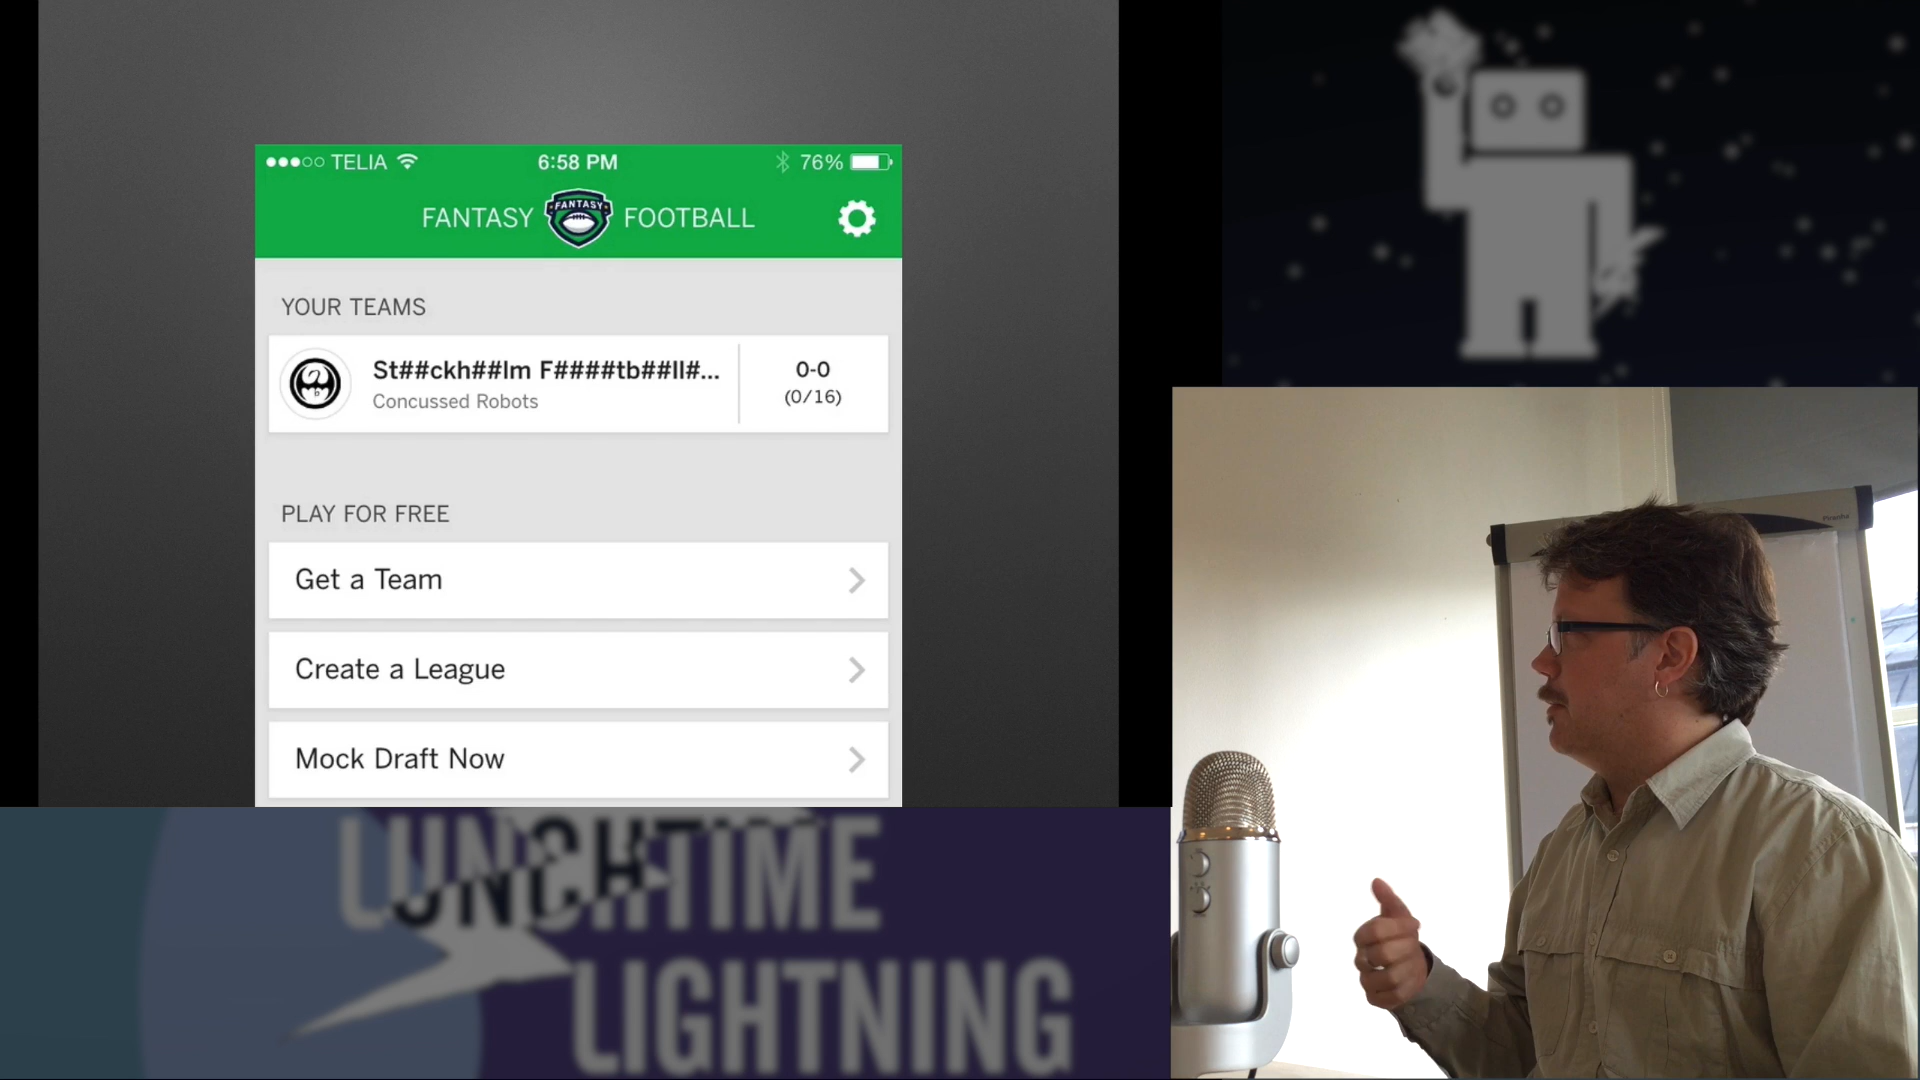 TELIA 6:58 PM 76%
FANTASY FANTASY FOOTBALL
YOUR TEAMS
St##ckh##lm F####tb##ll#... 0-0
Concussed Robots (0/16)
PLAY FOR FREE
Get a Team
Create a League
Mock Draft Now
LUNCHTIME
LIGHTNING
Piranha